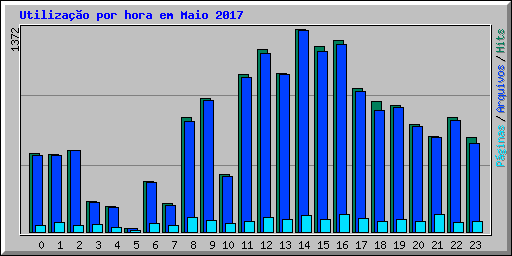 Utilização por hora em Maio 2017
1372
Páginas / Arquivos / Hits
0 1 2 3 4 5 6 7 8 9 10 11 12 13 14 15 16 17 18 19 20 21 22 23